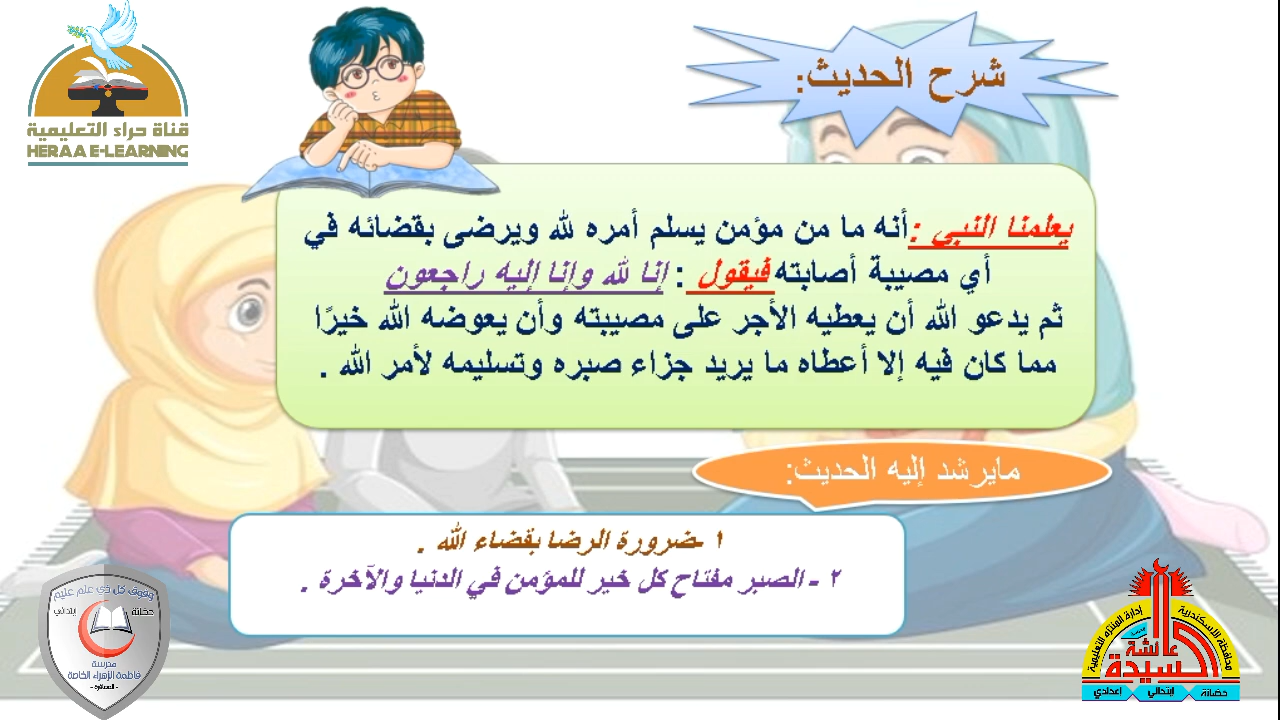 قناة حراء التعليمية
HERAA E-LEARNING
شرح الحديث:
يعلمنا النبي : أنه ما من مؤمن يسلم أمره لله ويرضى بقضائه في
أي مصيبة أصابته فيقول : إنا لله وإنا إليه راجعون
ثم يدعو الله أن يعطيه الأجر على مصيبته وأن يعوضه الله خيرًا
مما كان فيه إلا أعطاه ما يريد جزاء صبره وتسليمه لأمر الله .
مايرشد إليه الحديث:
١ -ضرورة الرضا بقضاء الله .
٢ - الصبر مفتاح كل خير للمؤمن في الدنيا والآخرة .
وفوق كل ذي علم عليم
حضانة
مدرسة
فاطمة الزهراء الخاصة
محافظة الأسكندرية
إدارة المنتزه التعليمية
السيدة عائشة
حضانة ابتدائي إعدادي